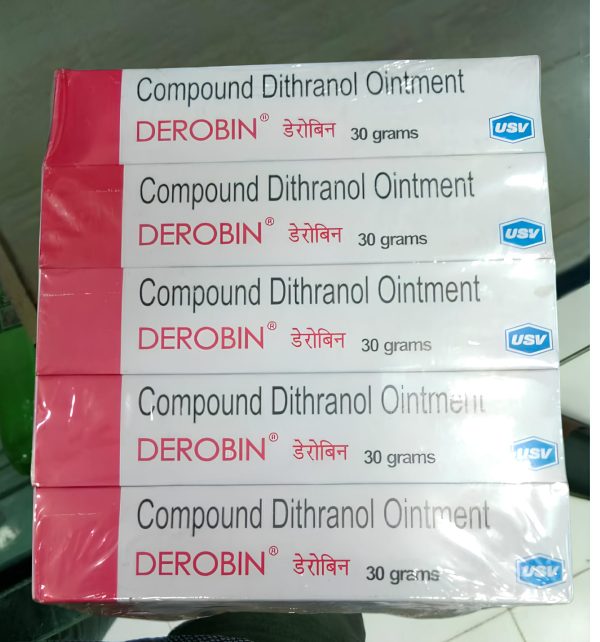 Compound Dithranol Ointment
DEROBIN® डेरोबिन 30 grams USV
Compound Dithranol Ointment
DEROBIN® डेरोबिन 30 grams USV
Compound Dithranol Ointment
DEROBIN® डेरोबिन 30 grams USV
Compound Dithranol Ointment
DEROBIN® डेरोबिन 30 grams USV
Compound Dithranol Ointment
DEROBIN® डेरोबिन 30 grams USV